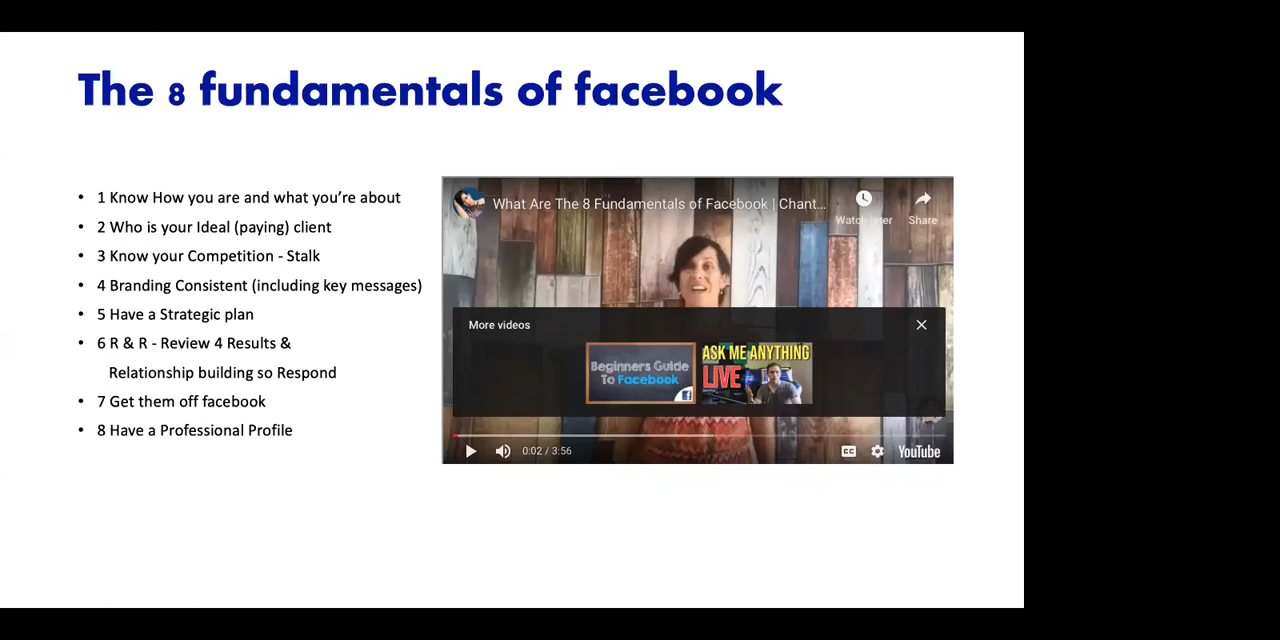 The 8 fundamentals of facebook
• 1 Know How you are and what you're about
• 2 Who is your Ideal (paying) client
• 3 Know your Competition - Stalk
• 4 Branding Consistent (including key messages)
• 5 Have a Strategic plan
• 6 R & R - Review 4 Results &
Relationship building so Respond
• 7 Get them off facebook
• 8 Have a Professional Profile
What Are The 8 Fundamentals of Facebook | Chant...
Watch later
Share
More videos
Beginners Guide
To Facebook
ASK ME ANYTHING
LIVE
0:02 / 3:56
CC
YouTube